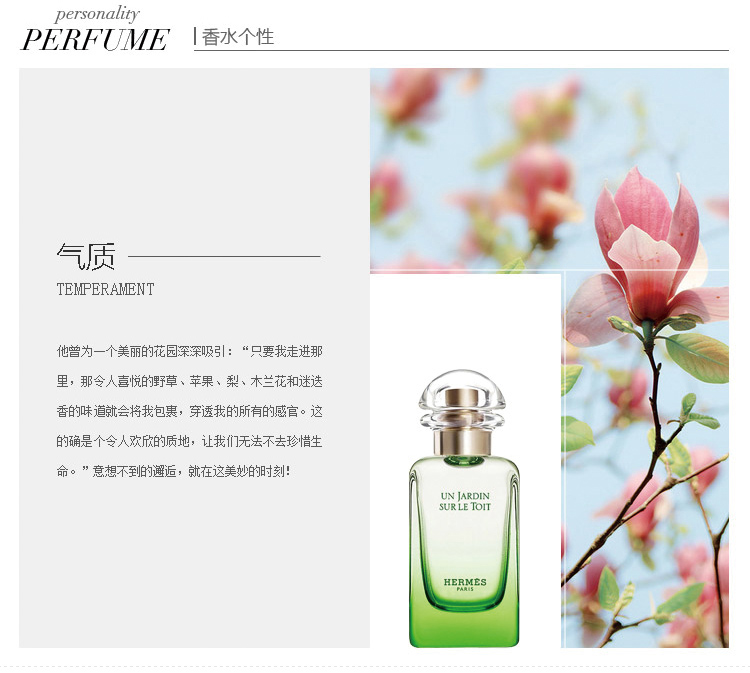 personality
PERFUME
香水个性
气质
TEMPERAMENT
他曾为一个美丽的花园深深吸引：“只要我走进那
里，那令人喜悦的野草、苹果、梨、木兰花和迷迭
香的味道就会将我包裹，穿透我的所有的感官。这
的确是个令人欢欣的质地，让我们无法不去珍惜生
命。”意想不到的邂逅，就在这美妙的时刻！
UN JARDIN
SUR LE TOIT
HERMÈS
PARIS